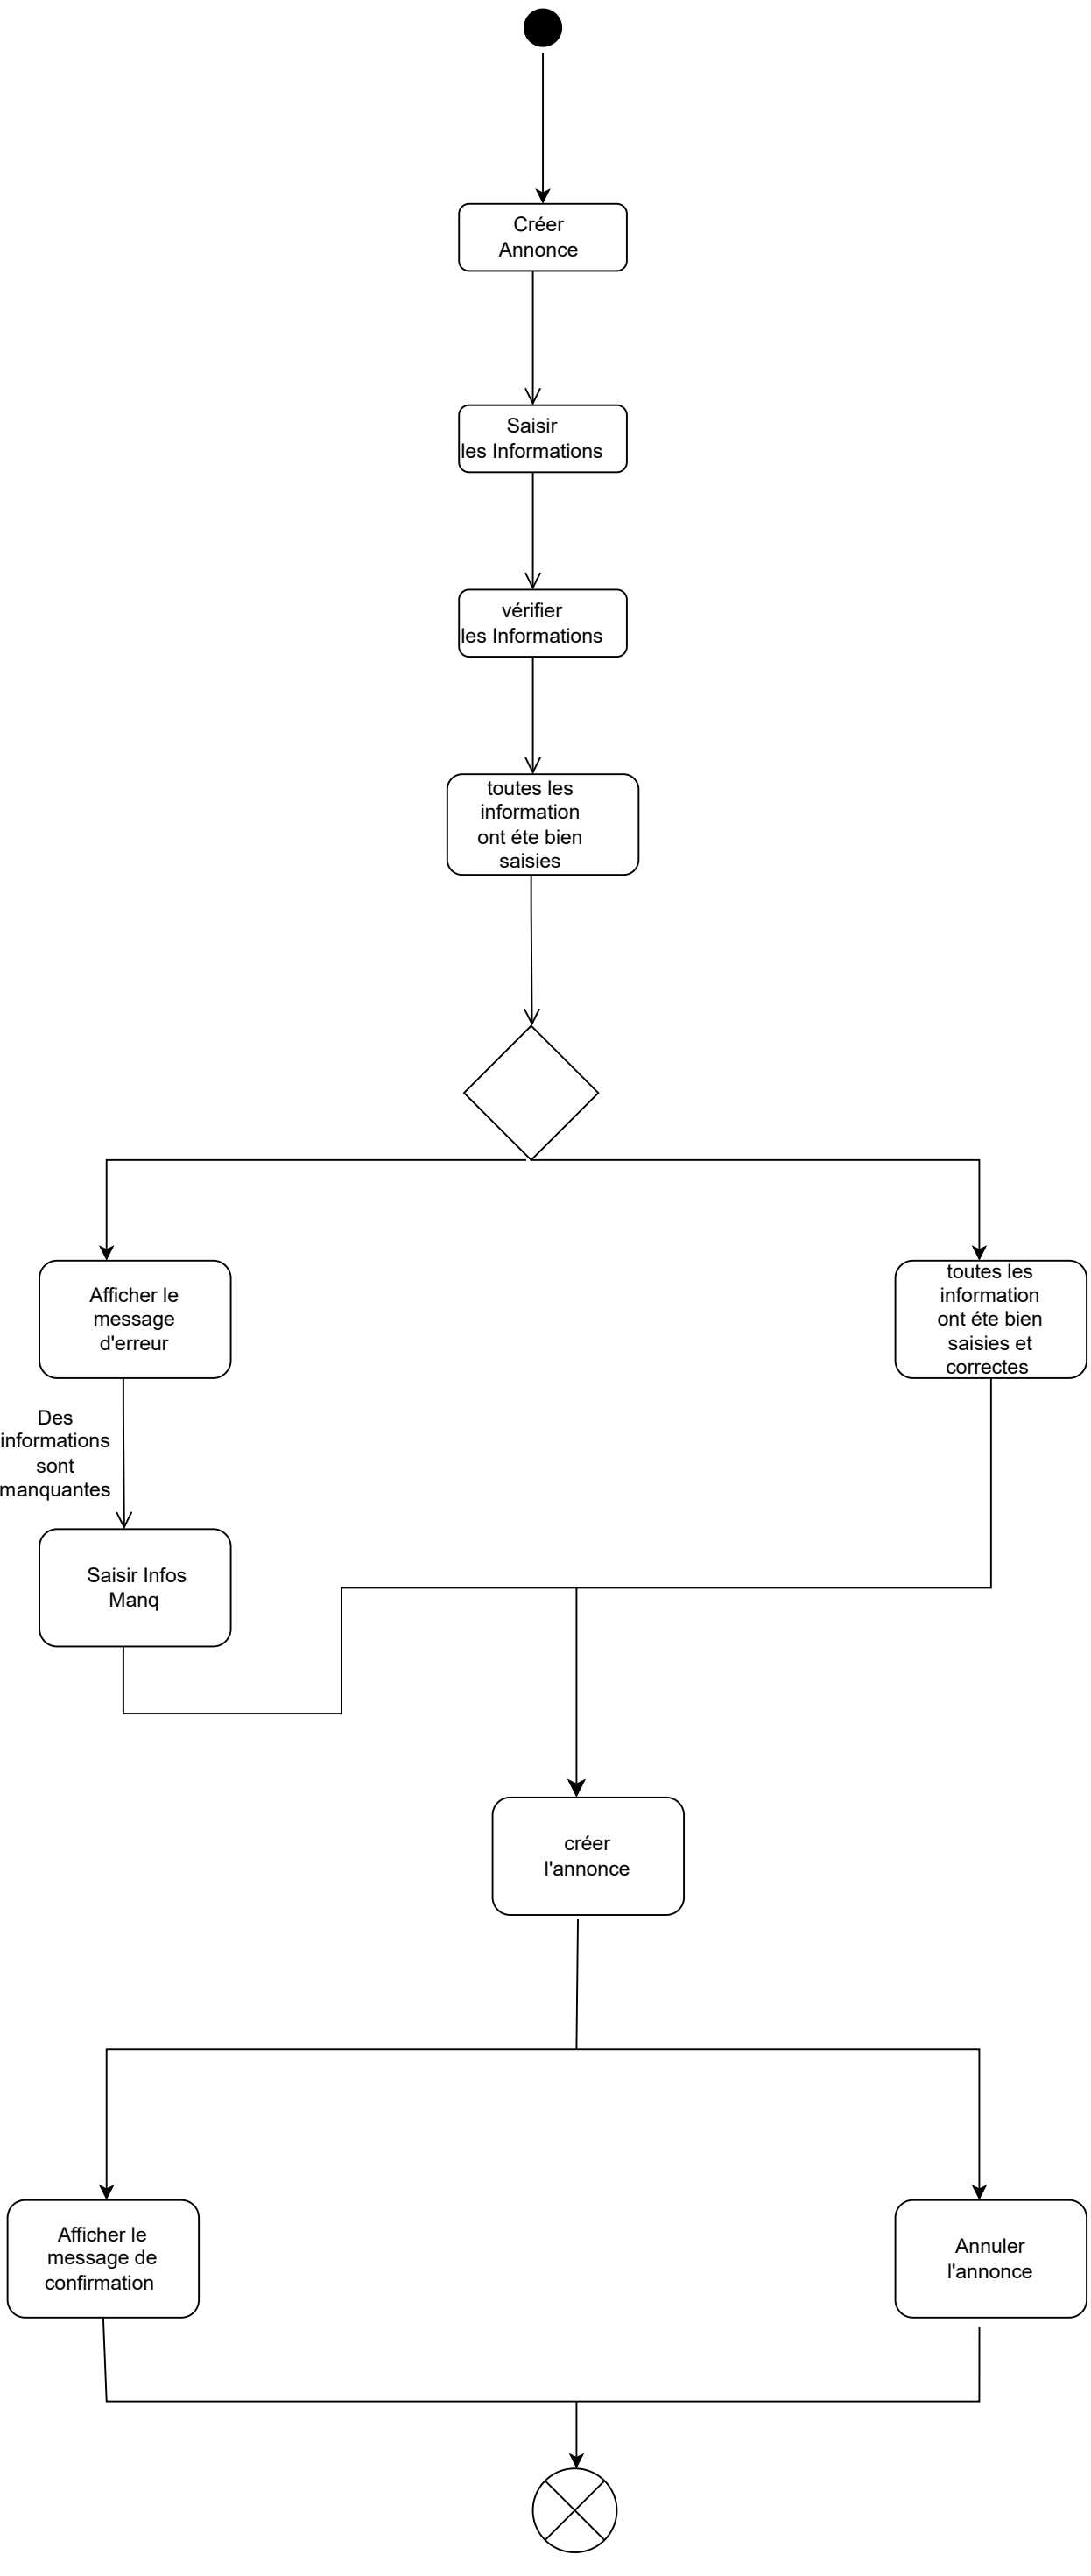 Créer
Annonce
Saisir
les Informations
vérifier
les Informations
toutes les
information
ont éte bien
saisies
Afficher le
message
d'erreur
toutes les
information
ont éte bien
saisies et
correctes
Des
informations
sont
manquantes
Saisir Infos
Manq
créer
l'annonce
Afficher le
message de
confirmation
Annuler
l'annonce